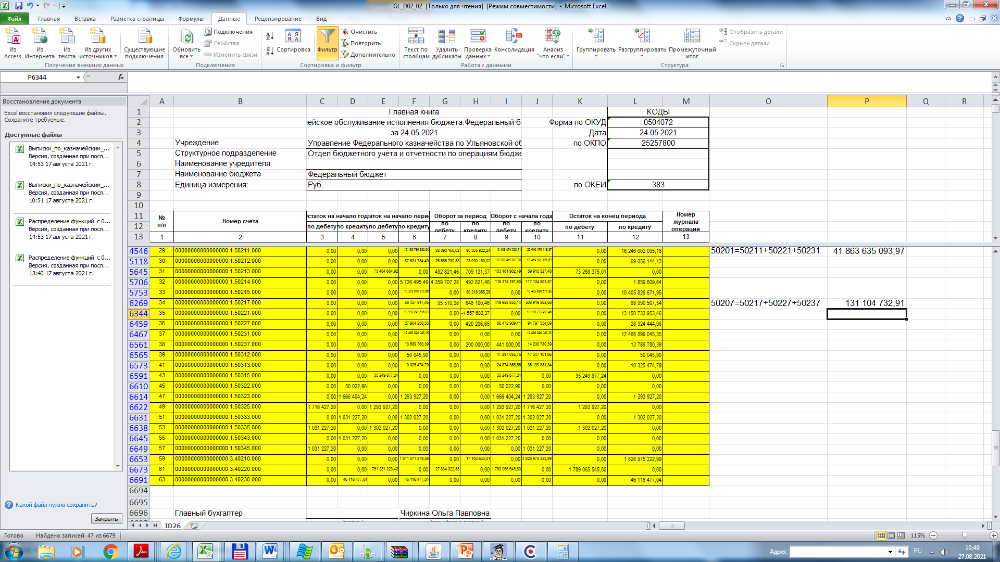 GL_D02_02 [Только для чтения] [Режим совместимости] - Microsoft Excel
Файл Главная Вставка Разметка страницы Формулы Данные Рецензирование Вид
Из Access
Из Интернета
Из текста
Из других источников
Существующие подключения
Получение внешних данных
Обновить все
Подключения
Свойства
Изменить связи
Подключения
Сортировка
Фильтр
Очистить
Повторить
Дополнительно
Сортировка и фильтр
Текст по столбцам
Удалить дубликаты
Проверка данных
Консолидация
Анализ "что если"
Работа с данными
Группировать
Разгруппировать
Промежуточный итог
Отобразить детали
Скрыть детали
Структура
P6344 fx
Восстановление документа
Excel восстановил следующие файлы.
Сохраните требуемые.
Доступные файлы
Выписки_по_казначейским_...
Версия, созданная при посл...
14:53 17 августа 2021 г.
Выписки_по_казначейским_...
Версия, созданная при посл...
10:51 17 августа 2021 г.
Распределение функций с 0...
Версия, созданная при посл...
14:53 17 августа 2021 г.
Распределение функций с 0...
Версия, созданная при посл...
13:40 17 августа 2021 г.
Какой файл нужно сохранить?
Закрыть
A B C D E F G H I J K L M O P Q R
1 Главная книга КОДЫ
2 нейское обслуживание исполнения бюджета.Федеральный б Форма по ОКУД 0504072
3 за 24.05.2021 Дата 24.05.2021
4 Учреждение Управление Федерального казначейства по Ульяновской об по ОКПО 25257800
5 Структурное подразделение Отдел бюджетного учета и отчетности по операциям бюдже
6 Наименование учредителя
7 Наименование бюджета Федеральный бюджет
8 Единица измерения: Руб. по ОКЕИ 383
9
10
11 № п/п Номер счета Остаток на начало год таток на начало пери Оборот за период Оборот с начала года Остаток на конец периода Номер журнала операции
12 по дебету по кредиту по дебету по кредиту по дебету по кредиту по дебету по кредиту по дебету по кредиту
13 1 2 3 4 5 6 7 8 9 10 11 12 13
4546 29 00000000000000000.1.50211.000 0,00 0,00 0,00 16 183 786 332,94 28 090 160,02 90 305 922,24 10 403 474 020,71 26 649 476 115,87 0,00 16 246 002 095,16 50201=50211+50221+50231 41 863 635 093,97
5118 30 00000000000000000.1.50212.000 0,00 0,00 0,00 67 531 734,49 26 565 780,38 28 090 160,02 10 350 465 007,50 10 419 521 121,63 0,00 69 056 114,13
5645 31 00000000000000000.1.50213.000 0,00 0,00 73 484 684,92 0,00 492 821,46 709 131,37 133 181 902,49 59 913 527,48 73 268 375,01 0,00
5706 32 00000000000000000.1.50214.000 0,00 0,00 0,00 5 726 495,46 4 359 707,28 492 821,46 115 275 191,93 117 134 801,57 0,00 1 859 609,64
5753 33 00000000000000000.1.50215.000 0,00 0,00 0,00 10 375 610 315,66 0,00 30 216 356,29 0,00 10 405 826 671,95 0,00 10 405 826 671,95
6269 34 00000000000000000.1.50217.000 0,00 0,00 0,00 88 437 917,46 95 510,38 648 100,46 419 928 855,14 508 919 362,68 0,00 88 990 507,54 50207=50217+50227+50237 131 104 732,91
6344 35 00000000000000000.1.50221.000 0,00 0,00 0,00 13 152 291 636,83 0,00 -1 557 683,37 0,00 13 150 733 953,46 0,00 13 150 733 953,46
6459 36 00000000000000000.1.50227.000 0,00 0,00 0,00 27 904 238,33 0,00 420 206,65 66 472 909,11 94 797 354,09 0,00 28 324 444,98
6467 37 00000000000000000.1.50231.000 0,00 0,00 0,00 12 466 899 045,35 0,00 0,00 0,00 12 466 899 045,35 0,00 12 466 899 045,35
6561 38 00000000000000000.1.50237.000 0,00 0,00 0,00 13 589 780,39 0,00 200 000,00 441 000,00 14 230 780,39 0,00 13 789 780,39
6565 39 00000000000000000.1.50312.000 0,00 0,00 0,00 50 045,90 0,00 0,00 17 297 055,76 17 347 101,66 0,00 50 045,90
6573 41 00000000000000000.1.50313.000 0,00 0,00 0,00 10 325 474,79 0,00 0,00 24 874 356,55 35 199 831,34 0,00 10 325 474,79
6591 43 00000000000000000.1.50315.000 0,00 0,00 35 249 877,24 0,00 0,00 0,00 35 249 877,24 0,00 35 249 877,24 0,00
6610 45 00000000000000000.1.50322.000 0,00 50 022,96 0,00 0,00 0,00 0,00 50 022,96 0,00 0,00 0,00
6614 47 00000000000000000.1.50323.000 0,00 1 666 404,24 0,00 1 293 927,20 0,00 0,00 1 666 404,24 1 293 927,20 0,00 1 293 927,20
6622 49 00000000000000000.1.50325.000 1 716 427,20 0,00 1 293 927,20 0,00 0,00 0,00 1 293 927,20 1 716 427,20 1 293 927,20 0,00
6631 51 00000000000000000.1.50333.000 0,00 1 031 227,20 0,00 1 302 027,20 0,00 0,00 1 031 227,20 1 302 027,20 0,00 1 302 027,20
6638 53 00000000000000000.1.50335.000 1 031 227,20 0,00 1 302 027,20 0,00 0,00 0,00 1 302 027,20 1 031 227,20 1 302 027,20 0,00
6645 55 00000000000000000.1.50343.000 0,00 1 031 227,20 0,00 0,00 0,00 0,00 1 031 227,20 0,00 0,00 0,00
6649 57 00000000000000000.1.50345.000 1 031 227,20 0,00 0,00 0,00 0,00 0,00 0,00 1 031 227,20 0,00 0,00
6653 59 00000000000000000.3.40210.000 0,00 0,00 0,00 1 811 871 579,58 0,00 17 103 643,41 0,00 1 828 975 222,99 0,00 1 828 975 222,99
6673 61 00000000000000000.3.40220.000 0,00 0,00 1 761 231 223,42 0,00 27 834 322,38 0,00 1 789 065 545,80 0,00 1 789 065 545,80 0,00
6691 63 00000000000000000.3.40230.000 0,00 46 116 477,04 0,00 46 116 477,04 0,00 0,00 0,00 0,00 0,00 46 116 477,04
6694
6695
6696 Главный бухгалтер Чиркина Ольга Павловна
ID26
Готово Найдено записей: 47 из 6679 115%
Адрес RU 10:49
27.08.2021